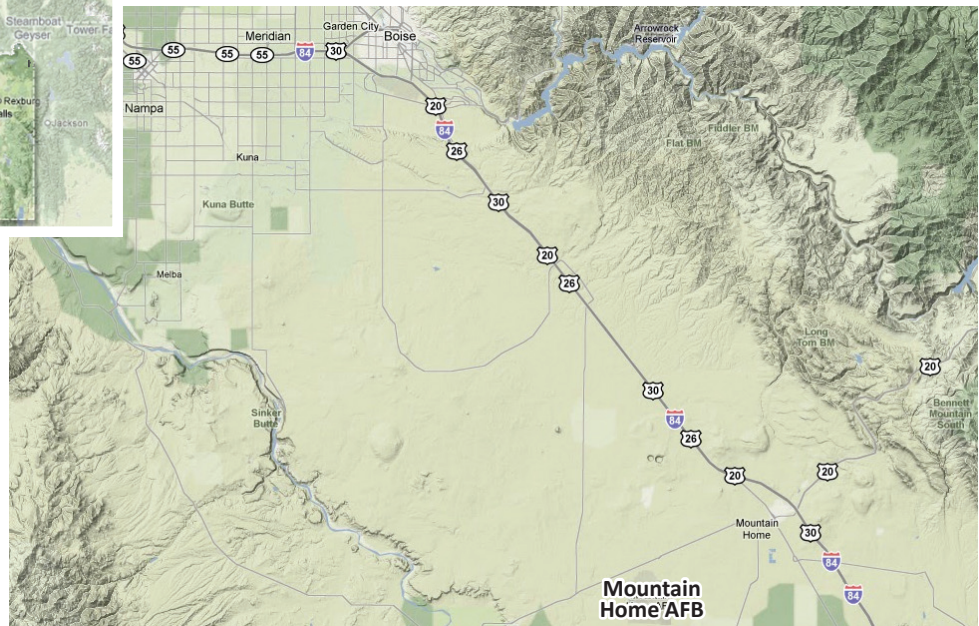 Steamboat
Geyser
Tower Fa
Rexburg
alls
Jackson
Garden City
Meridian
Boise
Arrowrock
Reservoir
55
55
55
55
84
30
Nampa
20
84
26
Fiddler BM
Flat BM
Kuna
Kuna Butte
30
20
26
Melba
Long
Tom BM
20
30
84
26
Bennett
Mountain
South
Sinker
Butte
20
20
Mountain
Home
30
84
84
Mountain
Home AFB